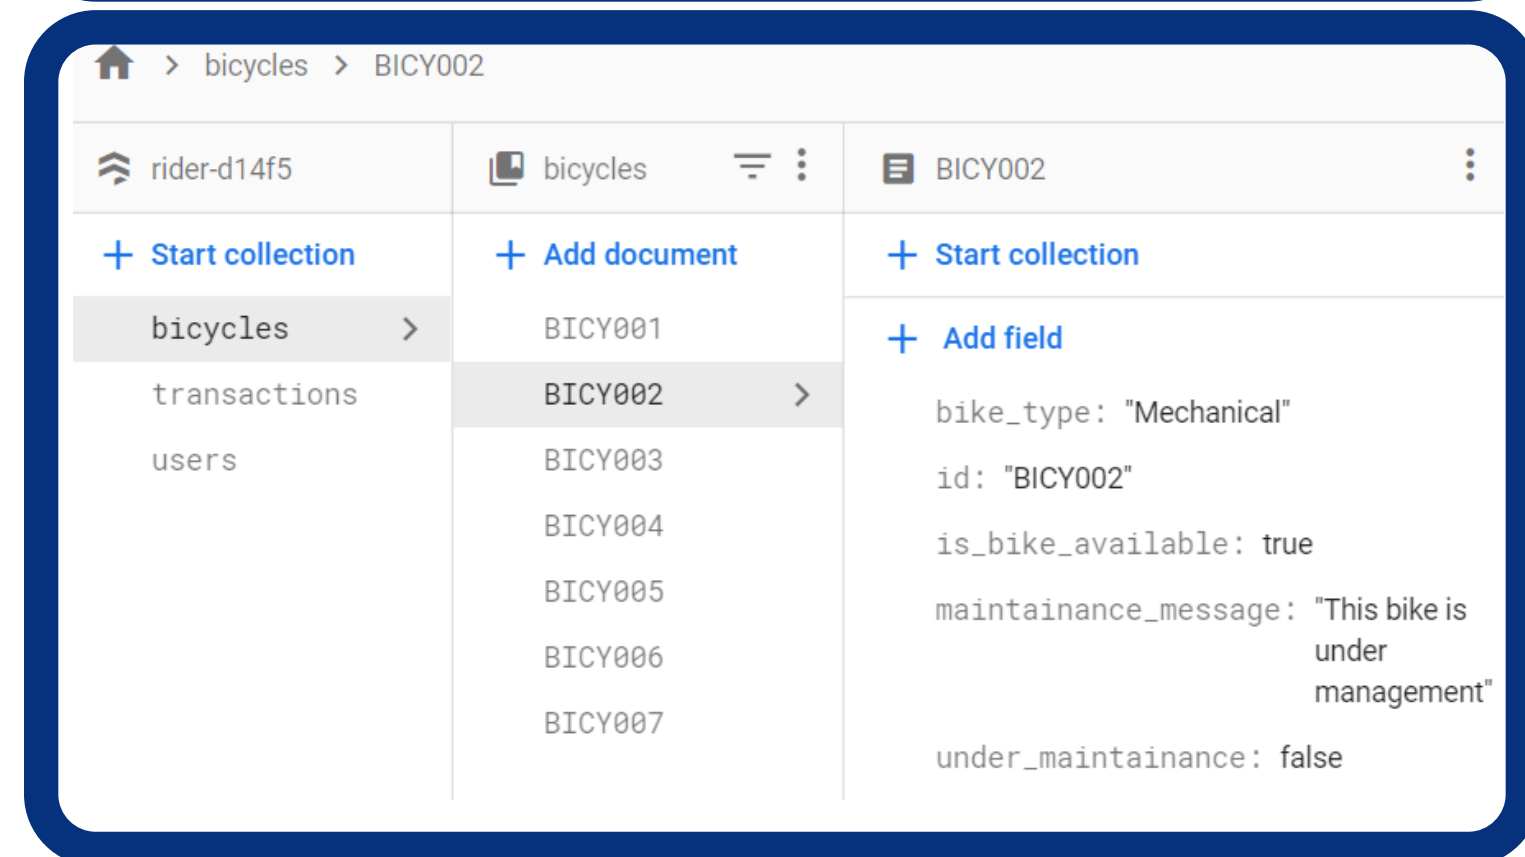 bicycles > BICY002
rider-d14f5
bicycles
BICY002
+ Start collection
+ Add document
+ Start collection
bicycles
transactions
users
BICY001
BICY002
BICY003
BICY004
BICY005
BICY006
BICY007
+ Add field
bike_type: "Mechanical"
id: "BICY002"
is_bike_available: true
maintainance_message: "This bike is
under
management"
under_maintainance: false